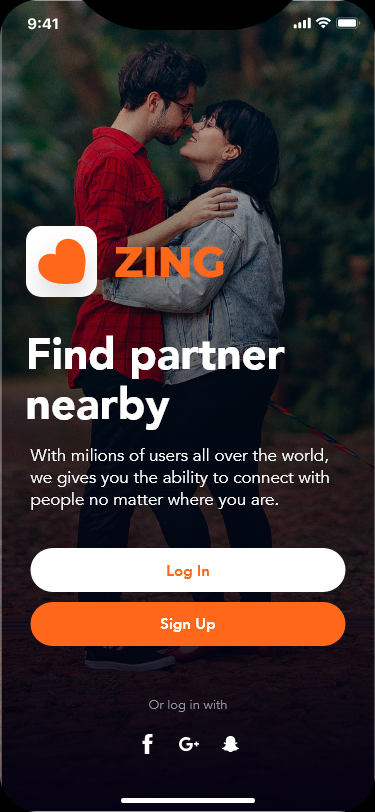 9:41
ZING
Find partner
nearby
With milions of users all over the world,
we gives you the ability to connect with
people no matter where you are.
Log In
Sign Up
Or log in with
f G+